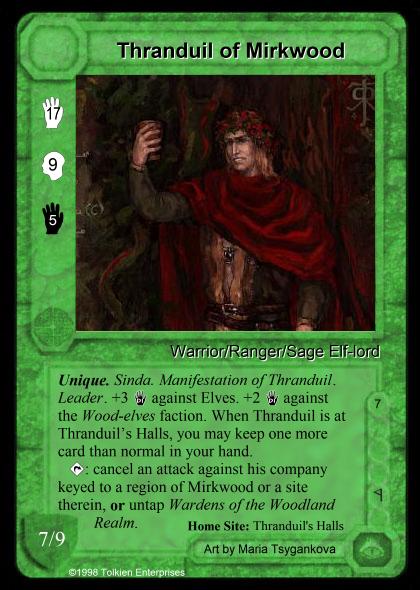 Thranduil of Mirkwood
17
9
5
Warrior/Ranger/Sage Elf-lord
Unique. Sinda. Manifestation of Thranduil.
Leader. +3 against Elves. +2 against
the Wood-elves faction. When Thranduil is at
Thranduil's Halls, you may keep one more
card than normal in your hand.
: cancel an attack against his company
keyed to a region of Mirkwood or a site
therein, or untap Wardens of the Woodland
Realm.
Home Site: Thranduil's Halls
7
7/9
Art by Maria Tsygankova
©1998 Tolkien Enterprises